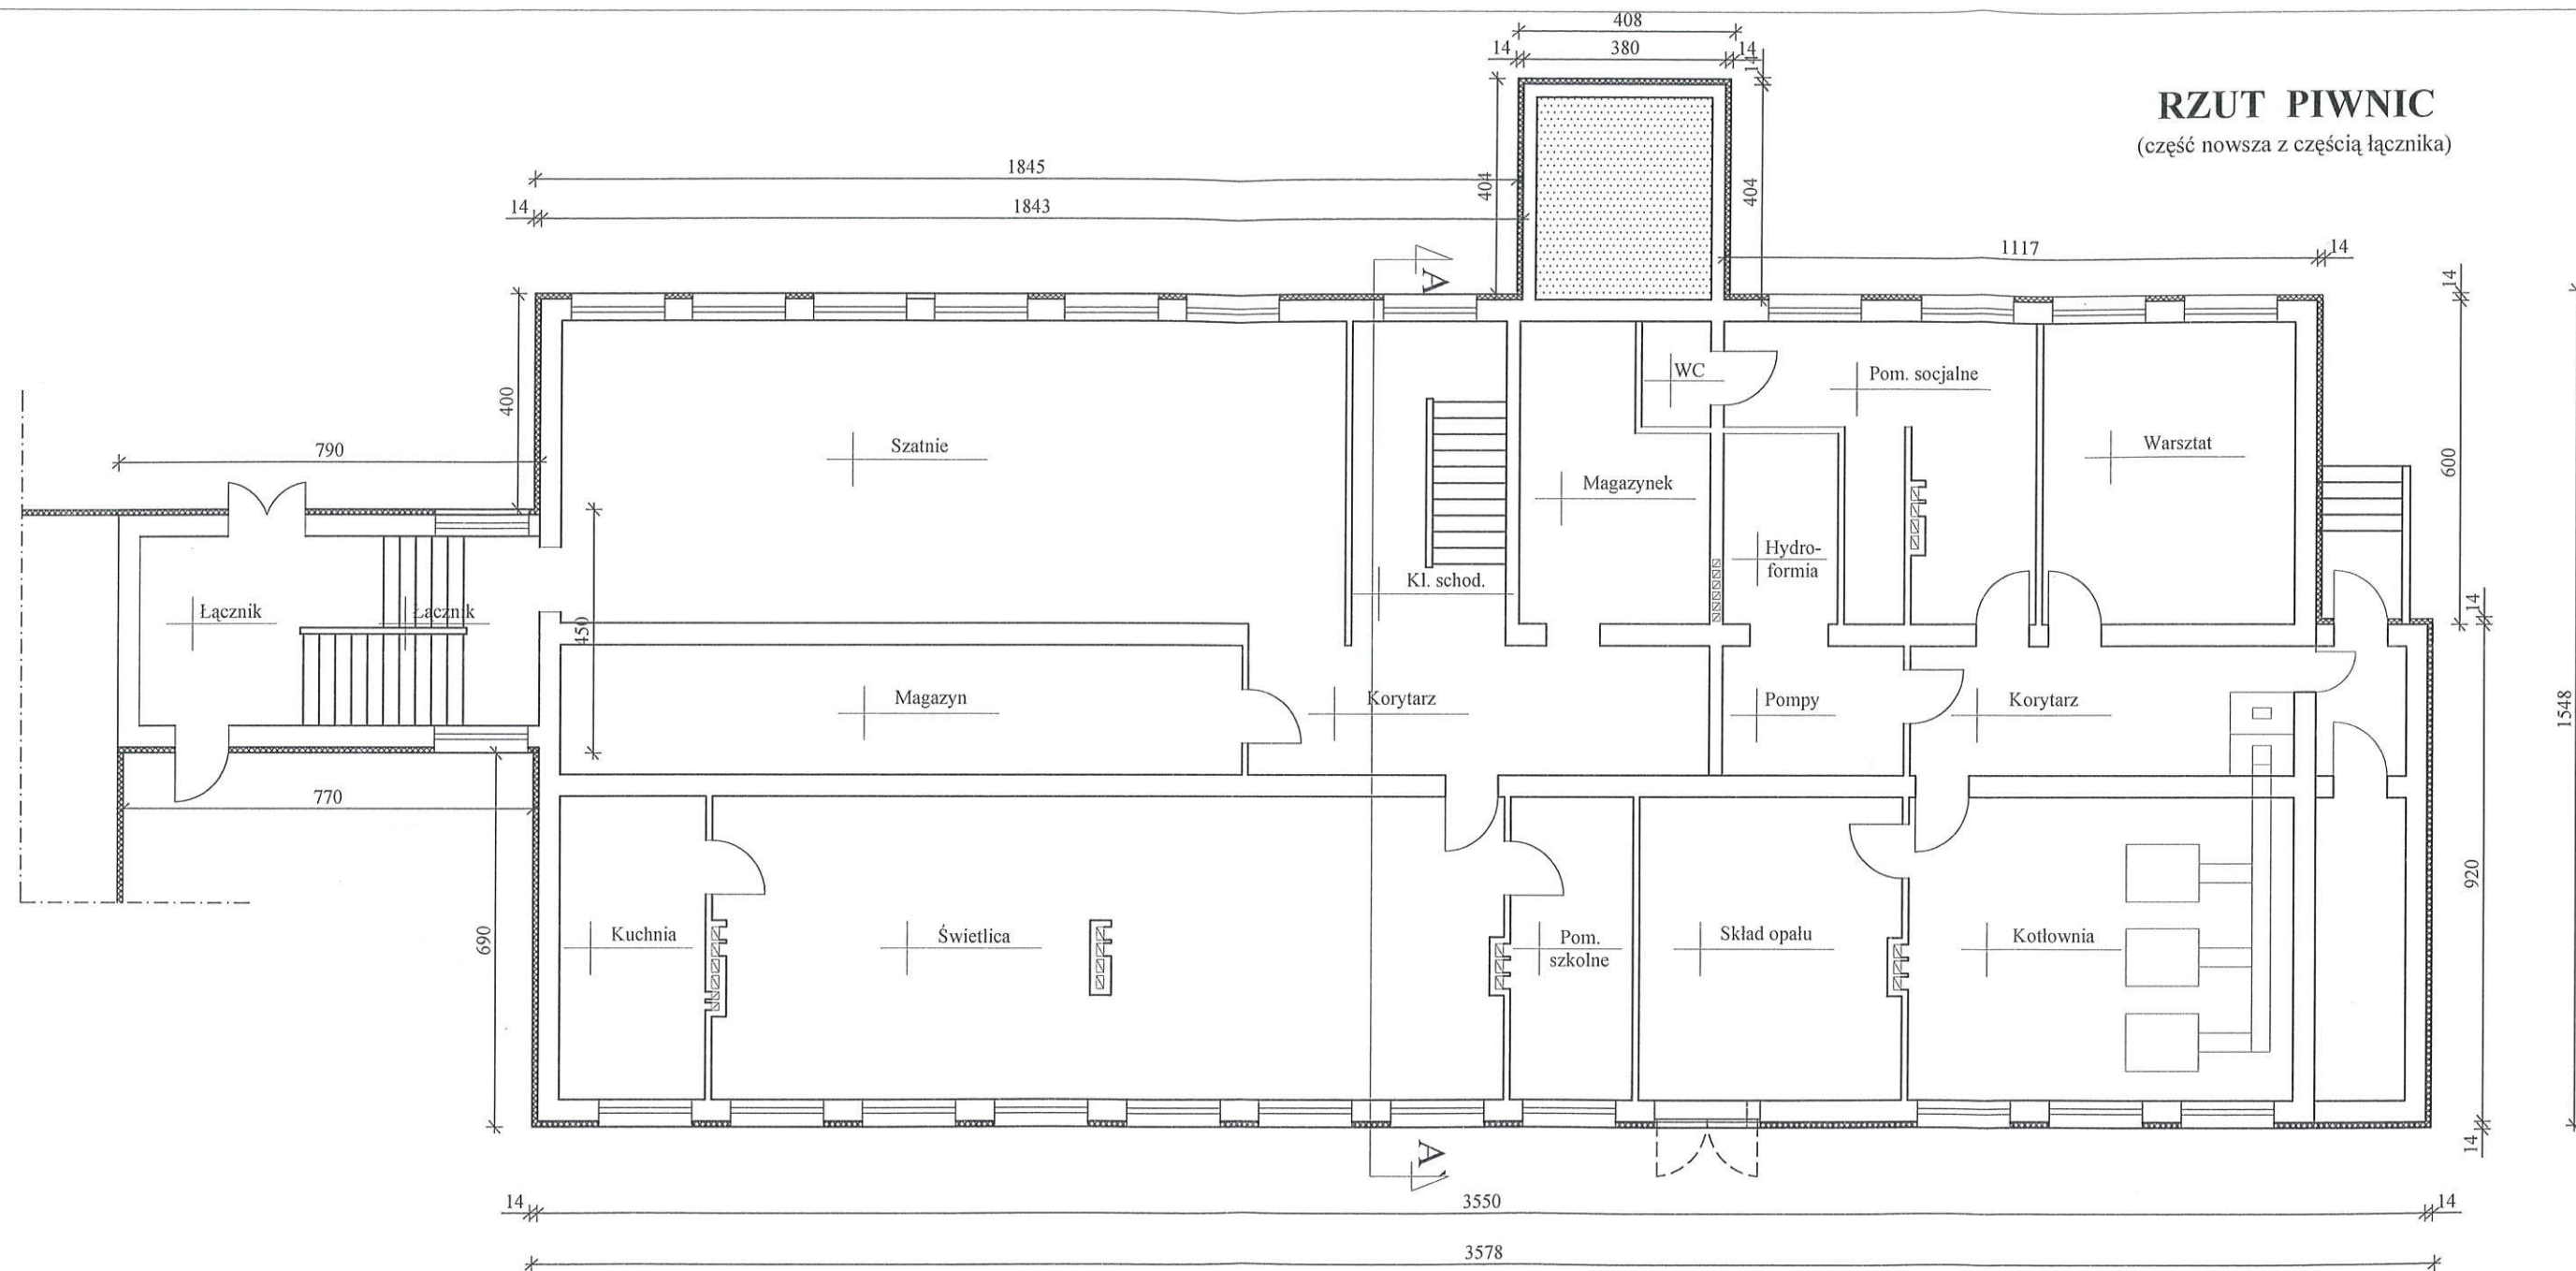 408
14 380 14
14
RZUT PIWNIC
(część nowsza z częścią łącznika)
1845
404
404
14 1843
1117 14
14
A
400
WC
Pom. socjalne
790
Szatnie
Warsztat
600
Magazynek
Hydro-
formia
Kl. schod.
Łącznik
Łącznik
450
14
Magazyn
Korytarz
Pompy
Korytarz
1548
770
920
690
Kuchnia
Świetlica
Pom.
szkolne
Skład opału
Kotłownia
A
14
14 3550 14
3578